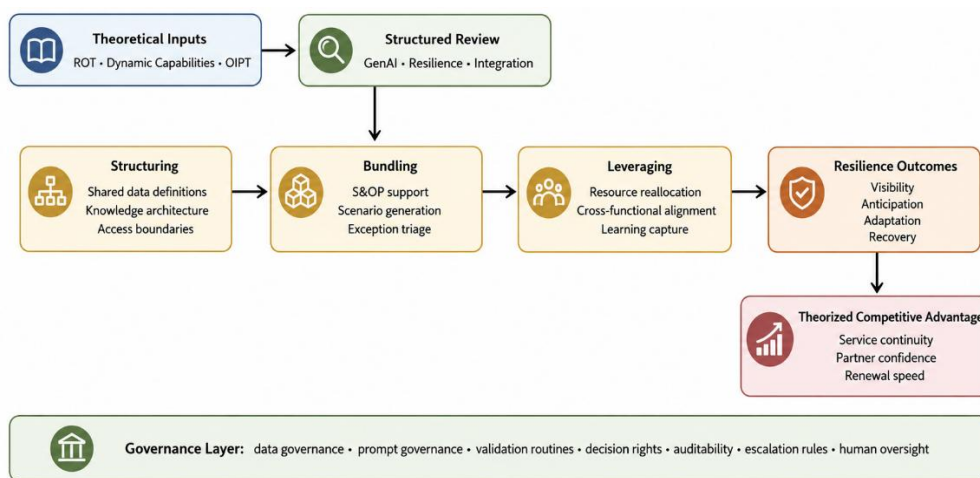 Theoretical Inputs
ROT • Dynamic Capabilities • OIPT
Structured Review
GenAI • Resilience • Integration
Structuring
Shared data definitions
Knowledge architecture
Access boundaries
Bundling
S&OP support
Scenario generation
Exception triage
Leveraging
Resource reallocation
Cross-functional alignment
Learning capture
Resilience Outcomes
Visibility
Anticipation
Adaptation
Recovery
Theorized Competitive Advantage
Service continuity
Partner confidence
Renewal speed
Governance Layer: data governance • prompt governance • validation routines • decision rights • auditability • escalation rules • human oversight